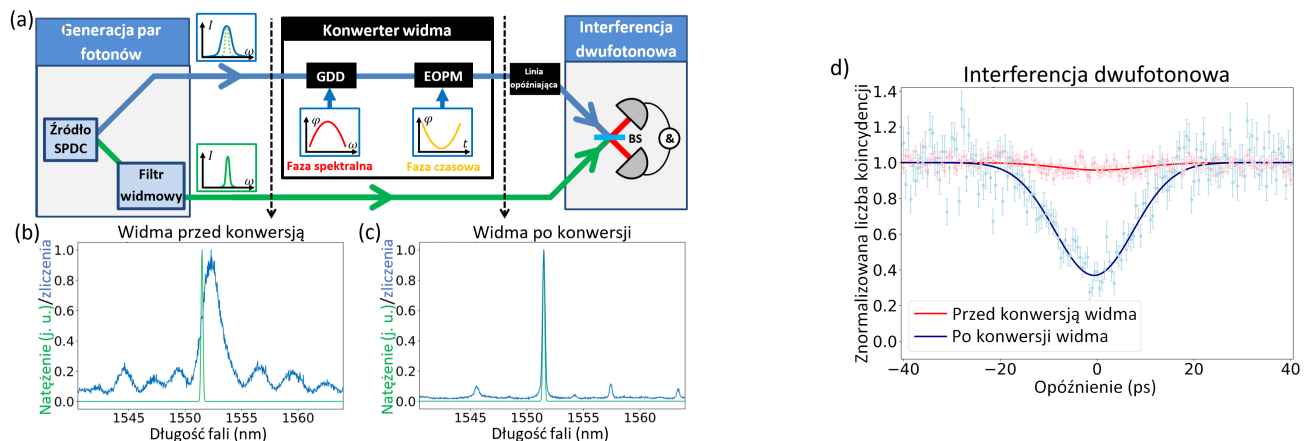 (a)
Generacja par
fotonów
Źródło
SPDC
Filtr
widmowy
I
ω
I
ω
Konwerter widma
GDD
EOPM
φ
ω
φ
t
Faza spektralna
Faza czasowa
Linia
opóźniająca
Interferencja
dwufotonowa
BS
&
(b)
Widma przed konwersją
Natężenie (j. u.)/zliczenia
1.0
0.8
0.6
0.4
0.2
0.0
1545 1550 1555 1560
Długość fali (nm)
(c)
Widma po konwersji
Natężenie (j. u.)/zliczenia
1.0
0.8
0.6
0.4
0.2
0.0
1545 1550 1555 1560
Długość fali (nm)
d)
Interferencja dwufotonowa
Znormalizowana liczba koincydencji
1.4
1.2
1.0
0.8
0.6
0.4
0.2
0.0
Przed konwersją widma
Po konwersji widma
−40 −20 0 20 40
Opóźnienie (ps)